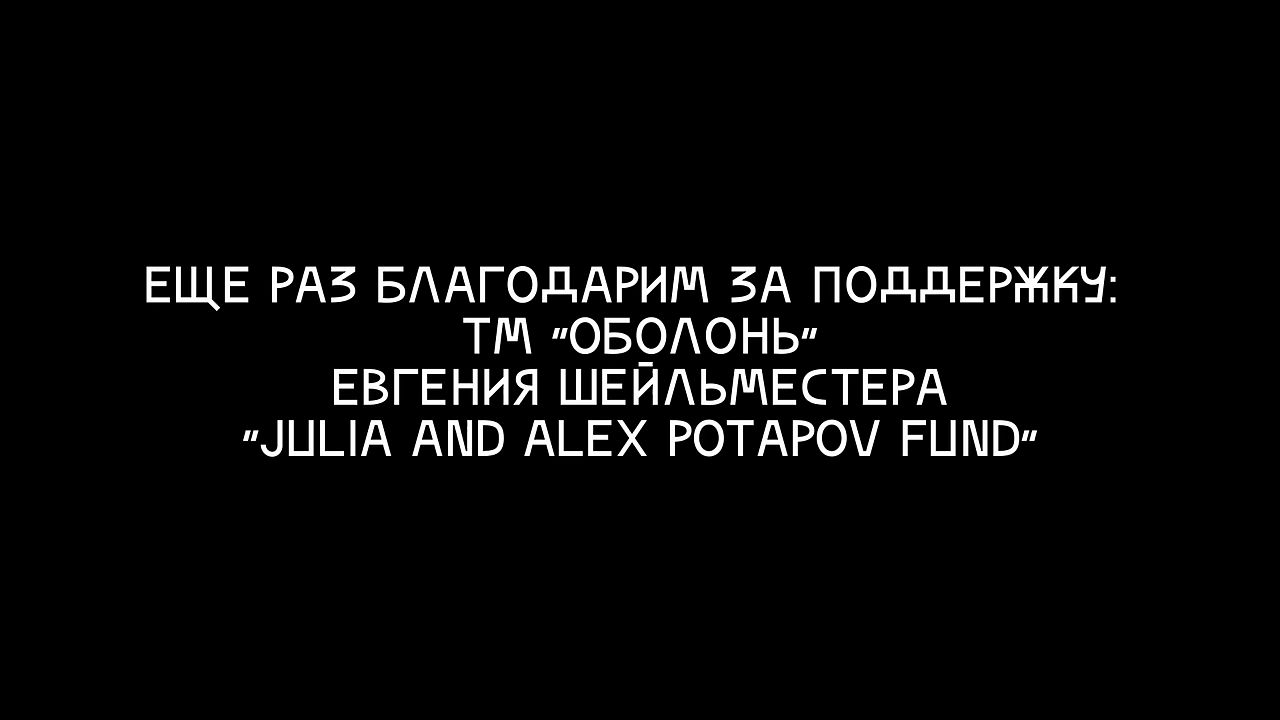 ЕЩЕ РАЗ БЛАГОДАРИМ ЗА ПОДДЕРЖКУ:
ТМ "ОБОЛОНЬ"
ЕВГЕНИЯ ШЕЙЛЬМЕСТЕРА
"JULIA AND ALEX POTAPOV FUND"